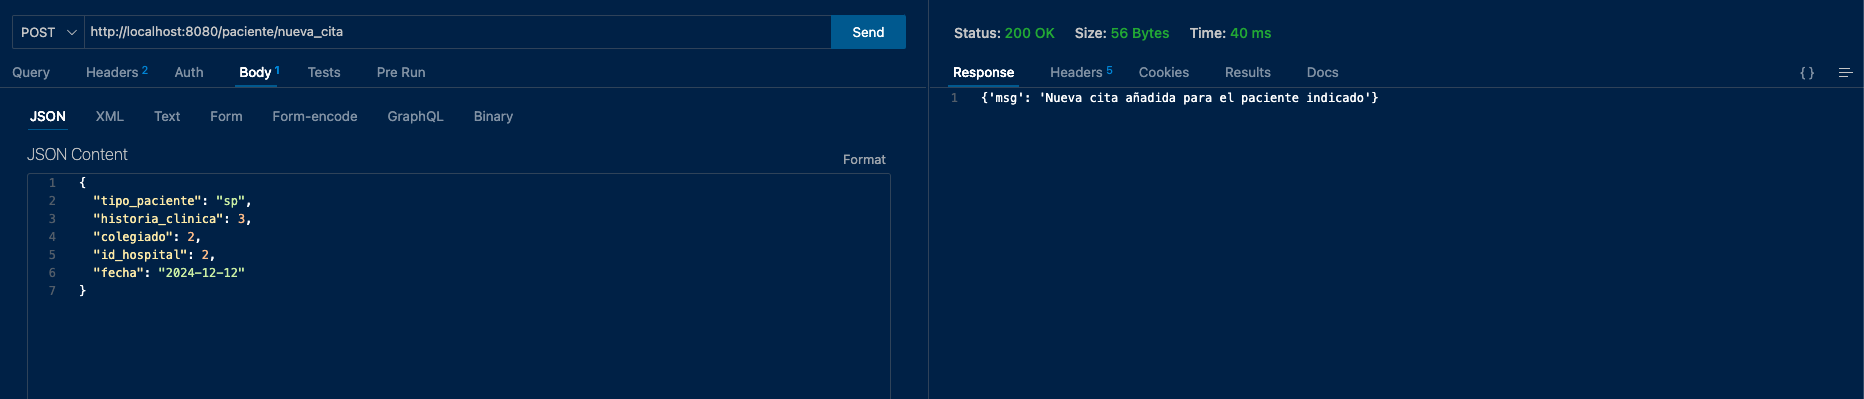 POST http://localhost:8080/paciente/nueva_cita Send
Query Headers 2 Auth Body 1 Tests Pre Run
JSON XML Text Form Form-encode GraphQL Binary
JSON Content
Format
1 {
2 "tipo_paciente": "sp",
3 "historia_clinica": 3,
4 "colegiado": 2,
5 "id_hospital": 2,
6 "fecha": "2024-12-12"
7 }
Status: 200 OK Size: 56 Bytes Time: 40 ms
Response Headers 5 Cookies Results Docs { }
1 {'msg': 'Nueva cita añadida para el paciente indicado'}